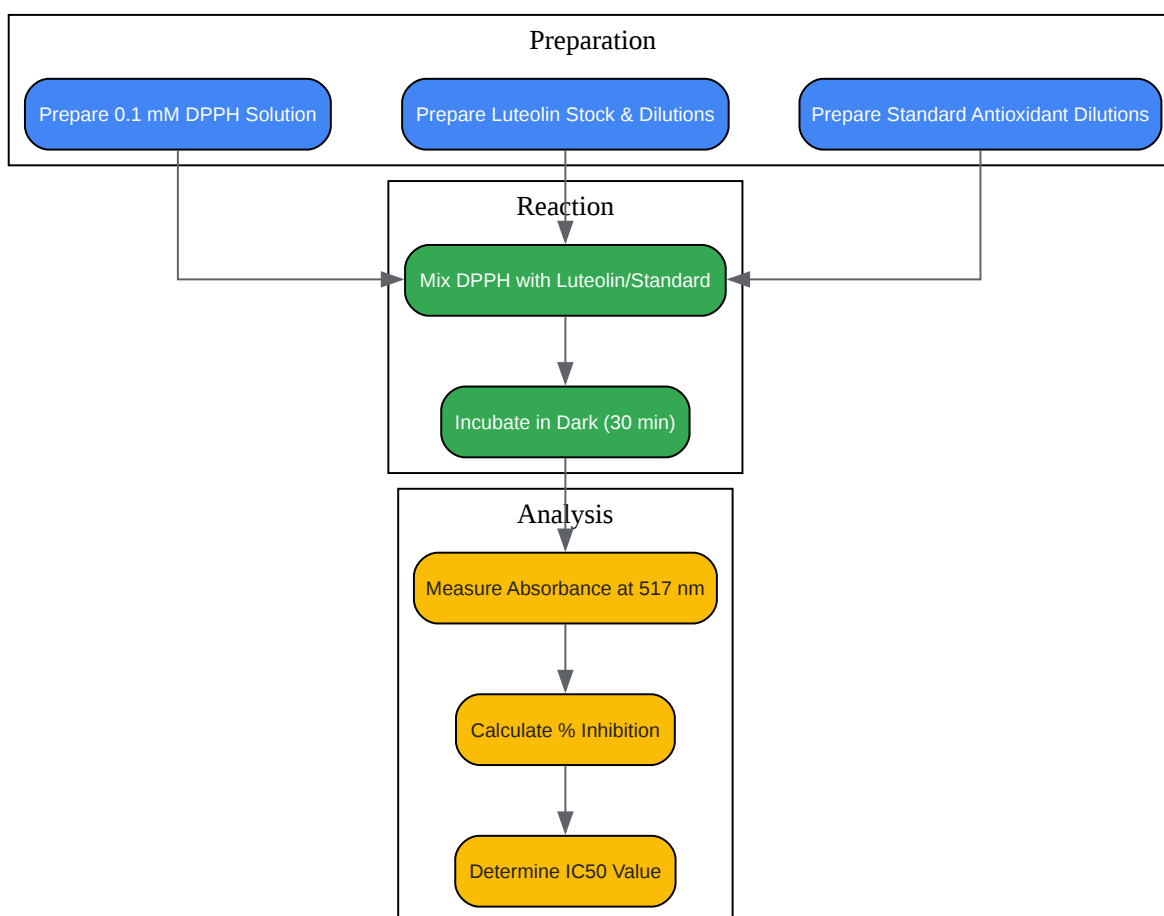 Preparation
Prepare 0.1 mM DPPH Solution
Prepare Luteolin Stock & Dilutions
Prepare Standard Antioxidant Dilutions
Reaction
Mix DPPH with Luteolin/Standard
Incubate in Dark (30 min)
Analysis
Measure Absorbance at 517 nm
Calculate % Inhibition
Determine IC50 Value